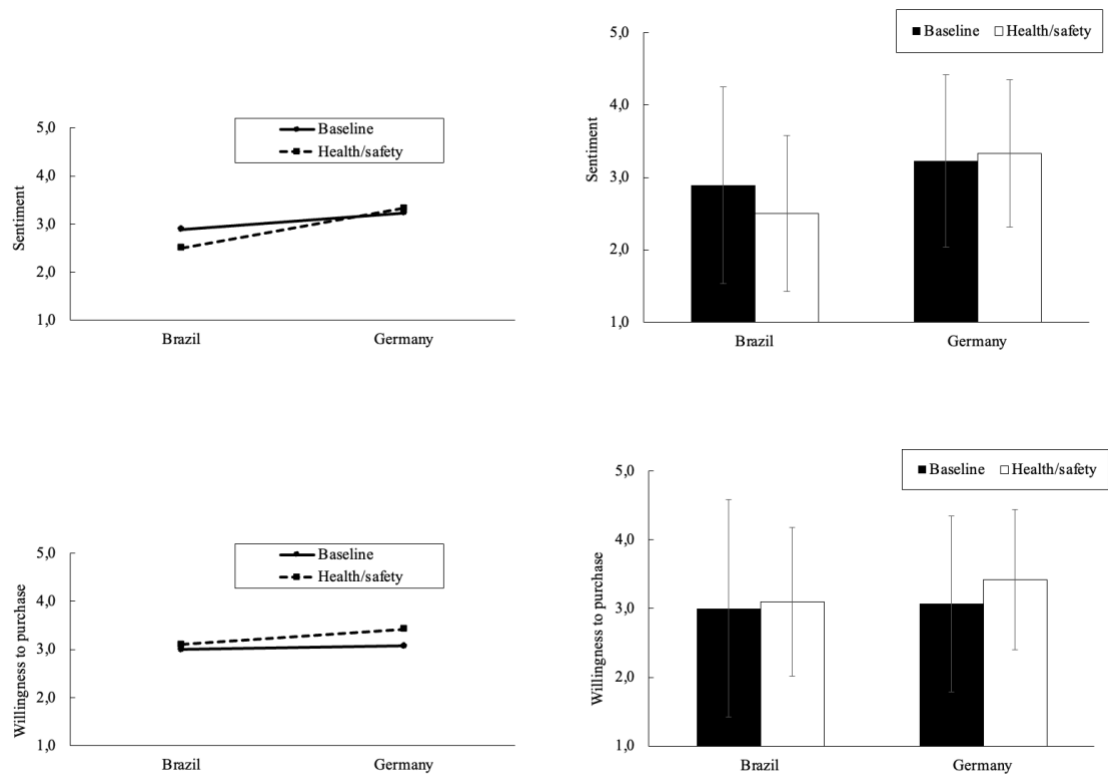 Baseline
Health/safety
5,0
4,0
3,0
2,0
1,0
Sentiment
Brazil Germany
Baseline Health/safety
5,0
4,0
3,0
2,0
1,0
Sentiment
Brazil Germany
Baseline
Health/safety
5,0
4,0
3,0
2,0
1,0
Willingness to purchase
Brazil Germany
Baseline Health/safety
5,0
4,0
3,0
2,0
1,0
Willingness to purchase
Brazil Germany